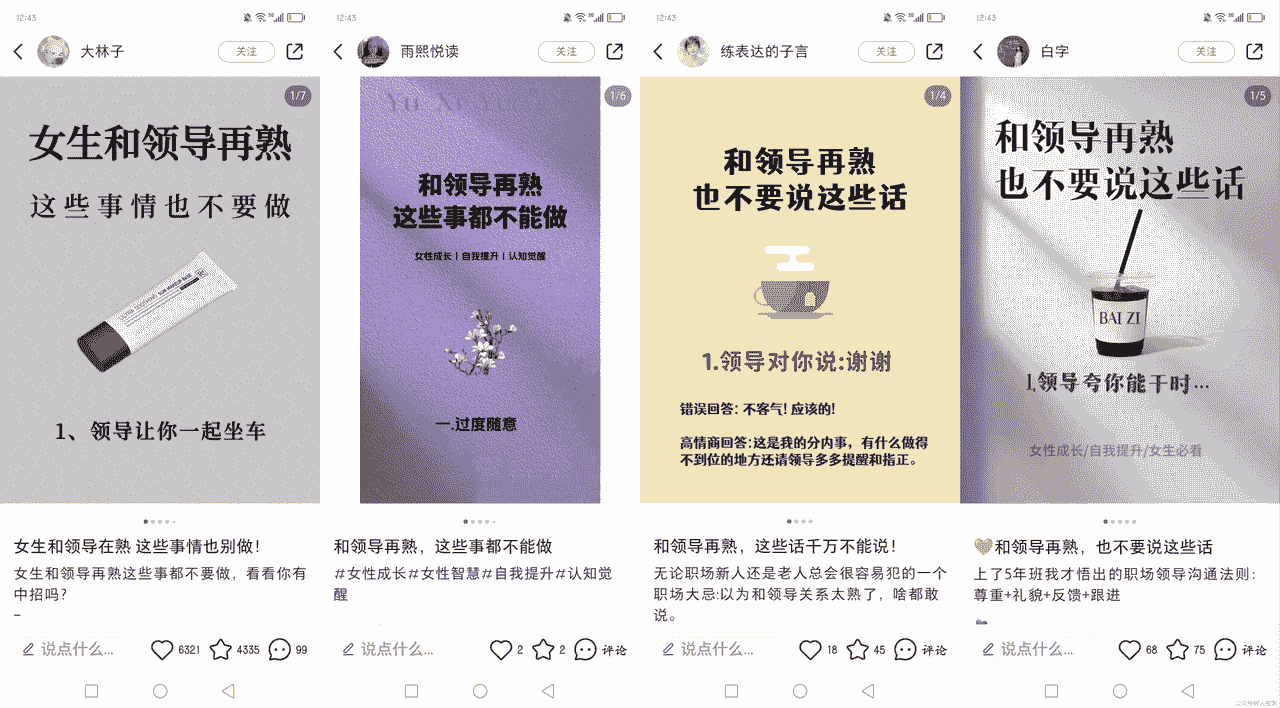 12:43
大林子
关注
1/7
女生和领导再熟
这些事情也不要做
1、领导让你一起坐车
女生和领导在熟 这些事情也别做！
女生和领导再熟这些事都不要做，看看你有
中招吗？
–
说点什么...
6321
4335
99
12:43
雨熙悦读
关注
1/6
和领导再熟
这些事都不能做
女性成长丨自我提升丨认知觉醒
一.过度随意
和领导再熟，这些事都不能做
#女性成长#女性智慧#自我提升#认知觉
醒
说点什么...
2
2
评论
12:43
练表达的子言
关注
1/4
和领导再熟
也不要说这些话
1.领导对你说:谢谢
错误回答: 不客气! 应该的!
高情商回答:这是我的分内事，有什么做得
不到位的地方还请领导多多提醒和指正。
和领导再熟，这些话千万不能说！
无论职场新人还是老人总会很容易犯的一个
职场大忌:以为和领导关系太熟了，啥都敢
说。
说点什么...
18
45
评论
12:43
白字
关注
1/5
和领导再熟
也不要说这些话
BAI ZI
1.领导夸你能干时...
女性成长/自我提升/女生必看
和领导再熟，也不要说这些话
上了5年班我才悟出的职场领导沟通法则：
尊重+礼貌+反馈+跟进
说点什么...
68
75
评论